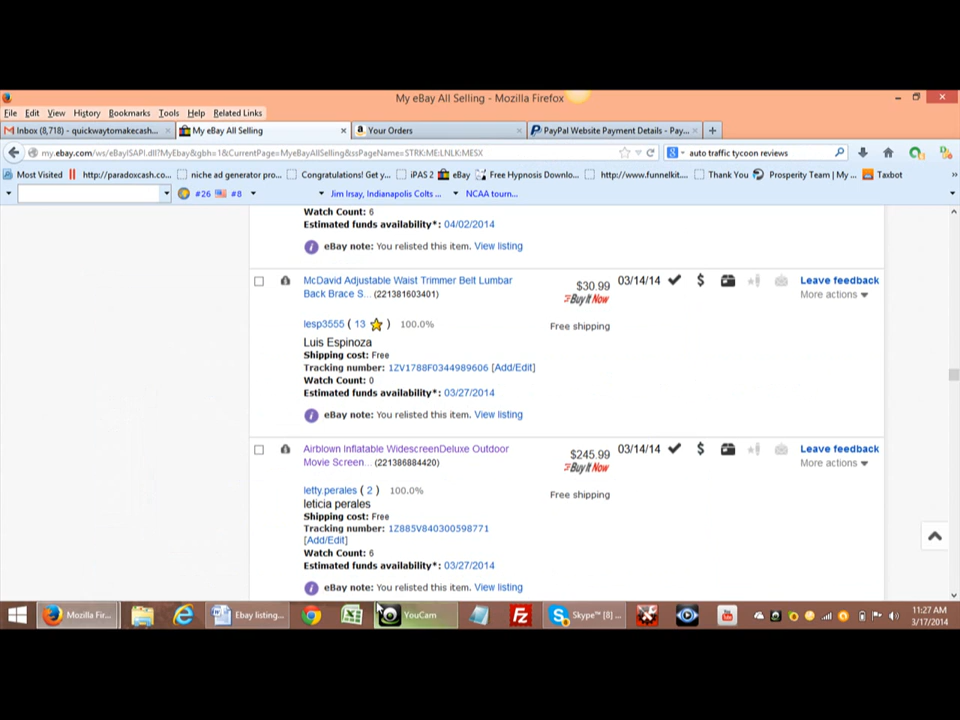 My eBay All Selling - Mozilla Firefox
File Edit View History Bookmarks Tools Help Related Links
Inbox (8,718) - quickwaytomakecash... × My eBay All Selling × a Your Orders × PayPal Website Payment Details - Pay... × +
my.ebay.com/ws/eBayISAPI.dll?MyEbay&gbh=1&CurrentPage=MyeBayAllSelling&ssPageName=STRK:ME:LNLK:MESX auto traffic tycoon reviews
Most Visited http://paradoxcash.co... niche ad generator pro... Congratulations! Get y... iPAS 2 eBay Free Hypnosis Downlo... http://www.funnelkit.... Thank You Prosperity Team | My ... Taxbot
#26 #8 Jim Irsay, Indianapolis Colts ... NCAA tourn...
Watch Count: 6
Estimated funds availability*: 04/02/2014
eBay note: You relisted this item. View listing
McDavid Adjustable Waist Trimmer Belt Lumbar $30.99 03/14/14 $ Leave feedback
Back Brace S... (221381603401) Buy It Now More actions
lesp3555 ( 13 ) 100.0% Free shipping
Luis Espinoza
Shipping cost: Free
Tracking number: 1ZV1788F0344989606 [Add/Edit]
Watch Count: 0
Estimated funds availability*: 03/27/2014
eBay note: You relisted this item. View listing
Airblown Inflatable WidescreenDeluxe Outdoor $245.99 03/14/14 $ Leave feedback
Movie Screen... (221386884420) Buy It Now More actions
letty.perales ( 2 ) 100.0% Free shipping
leticia perales
Shipping cost: Free
Tracking number: 1Z885V840300598771
[Add/Edit]
Watch Count: 6
Estimated funds availability*: 03/27/2014
eBay note: You relisted this item. View listing
Mozilla Fir... Ebay listing... YouCam Skype™ [8] ... 11:27 AM
3/17/2014